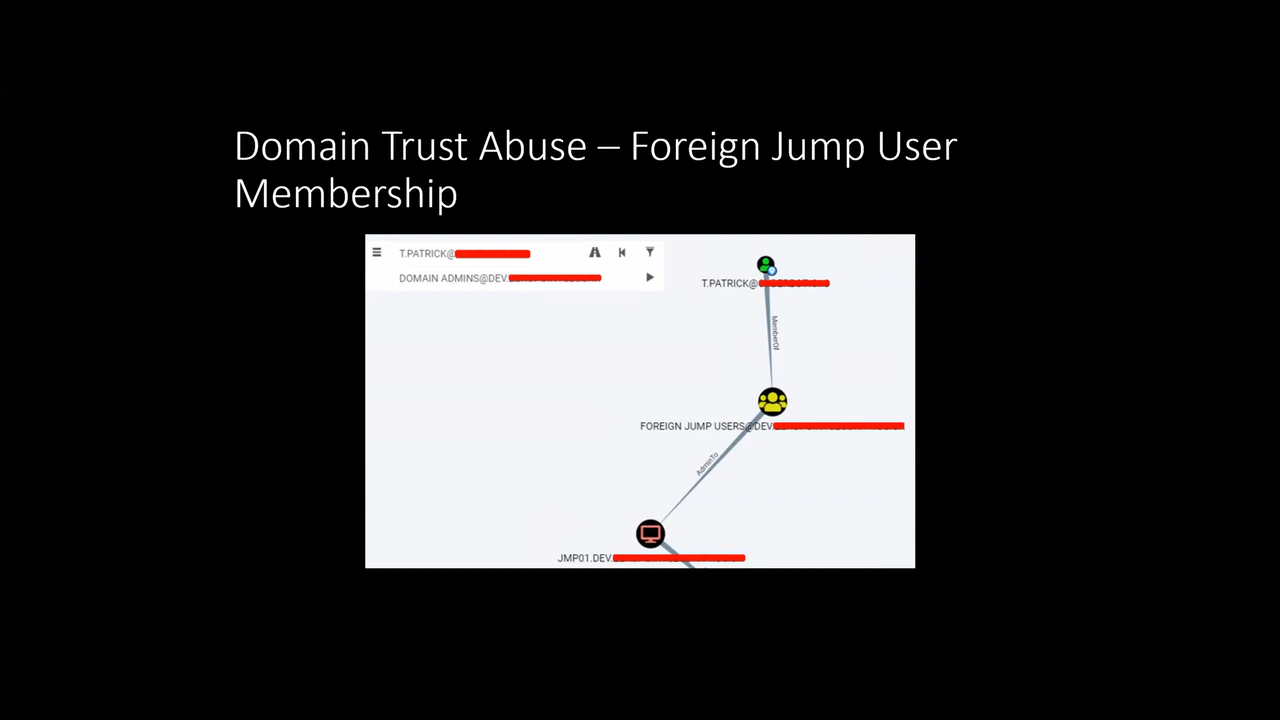 Domain Trust Abuse – Foreign Jump User
Membership
T.PATRICK@
DOMAIN ADMINS@DEV.
T.PATRICK@
MemberOf
FOREIGN JUMP USERS@DEV.
AdminTo
JMP01.DEV.